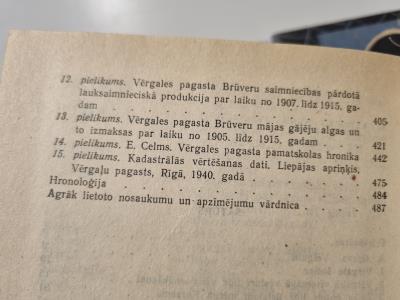 12. pielikums. Vērgales pagasta Brūveru saimniecības pārdotā
lauksaimnieciskā produkcija par laiku no 1907. līdz 1915. ga-
dam . . . . . . . . . . 405
13. pielikums. Vērgales pagasta Brūveru mājas gājēju algas un
to izmaksas par laiku no 1905. līdz 1915. gadam . . 421
14. pielikums. E. Celms. Vērgales pagasta pamatskolas hronika 442
15. pielikums. Kadastrālās vērtēšanas dati. Liepājas apriņķis,
Vērgaļu pagasts, Rīgā, 1940. gadā . . . . . 475
Hronoloģija . . . . . . . . . . 484
Agrāk lietoto nosaukumu un apzīmējumu vārdnīca . . . 487